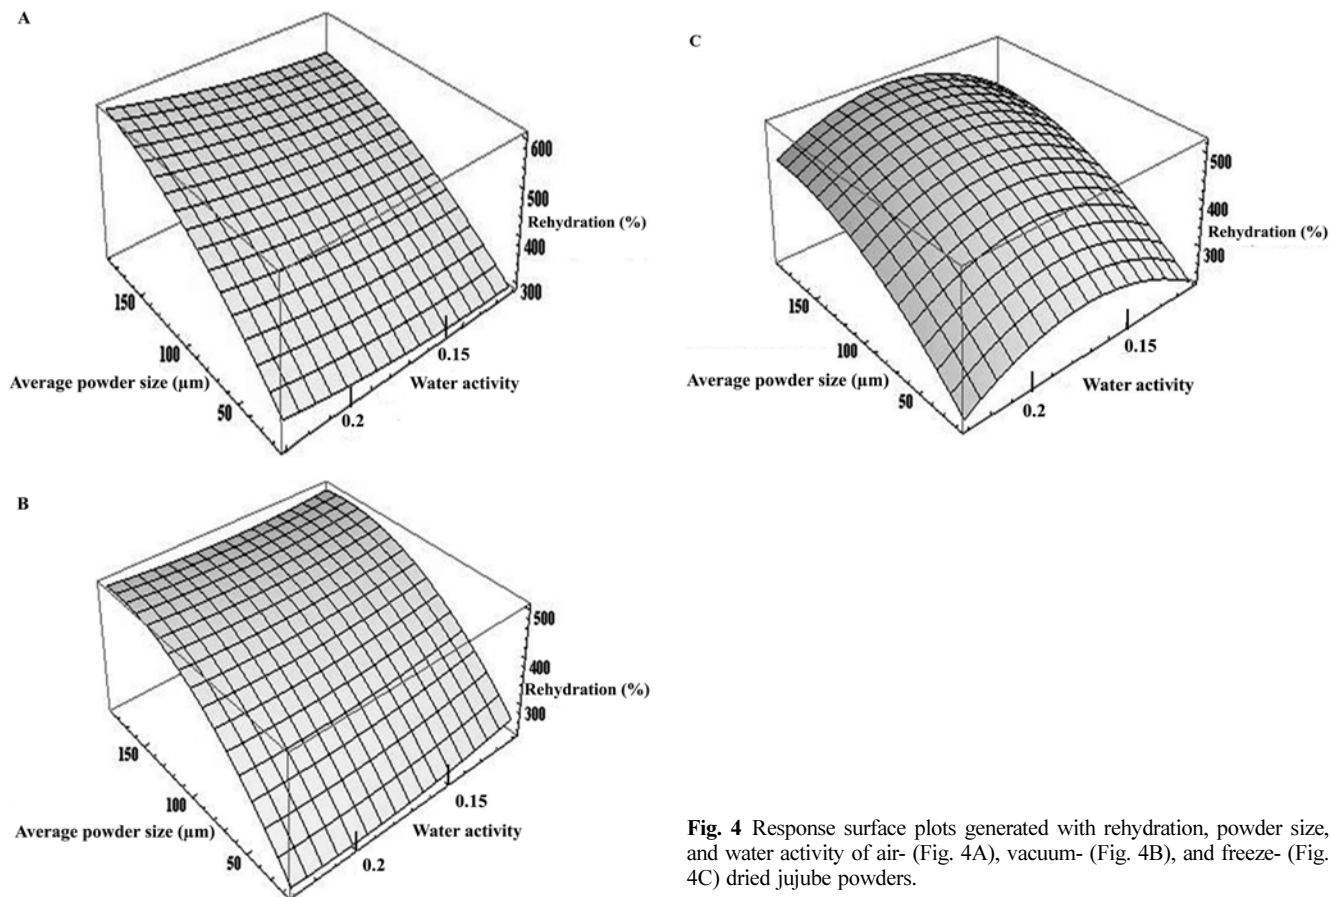 A
600
500
Rehydration (%)
400
300
150
100
Average powder size (µm)
50
0.15
Water activity
0.2
B
500
400
Rehydration (%)
300
150
100
Average powder size (µm)
50
0.15
Water activity
0.2
C
500
400
Rehydration (%)
300
150
100
Average powder size (µm)
50
0.15
Water activity
0.2
Fig. 4 Response surface plots generated with rehydration, powder size,
and water activity of air- (Fig. 4A), vacuum- (Fig. 4B), and freeze- (Fig.
4C) dried jujube powders.